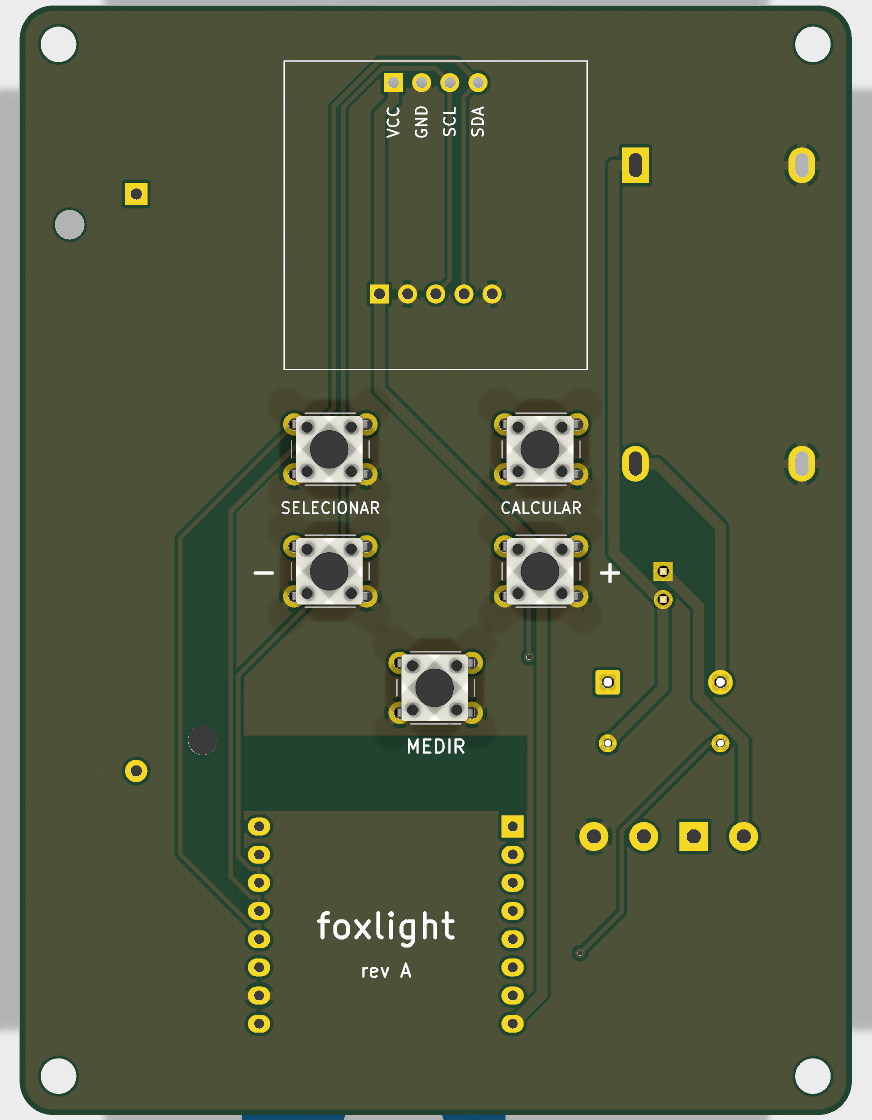 VCC GND SCL SDA
SELECIONAR
CALCULAR
− +
MEDIR
foxlight
rev A